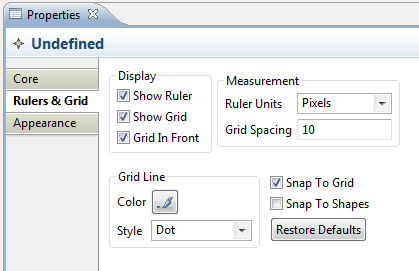 Properties
Undefined
Core
Rulers & Grid
Appearance
Display
Show Ruler
Show Grid
Grid In Front
Measurement
Ruler Units Pixels
Grid Spacing 10
Grid Line
Color
Style Dot
Snap To Grid
Snap To Shapes
Restore Defaults